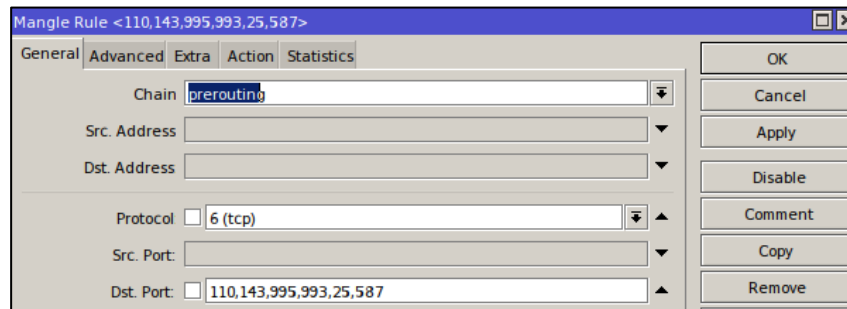 Mangle Rule <110,143,995,993,25,587>
General Advanced Extra Action Statistics
OK
Chain prerouting
Cancel
Src. Address
Apply
Dst. Address
Disable
Protocol 6 (tcp)
Comment
Src. Port:
Copy
Dst. Port: 110,143,995,993,25,587
Remove